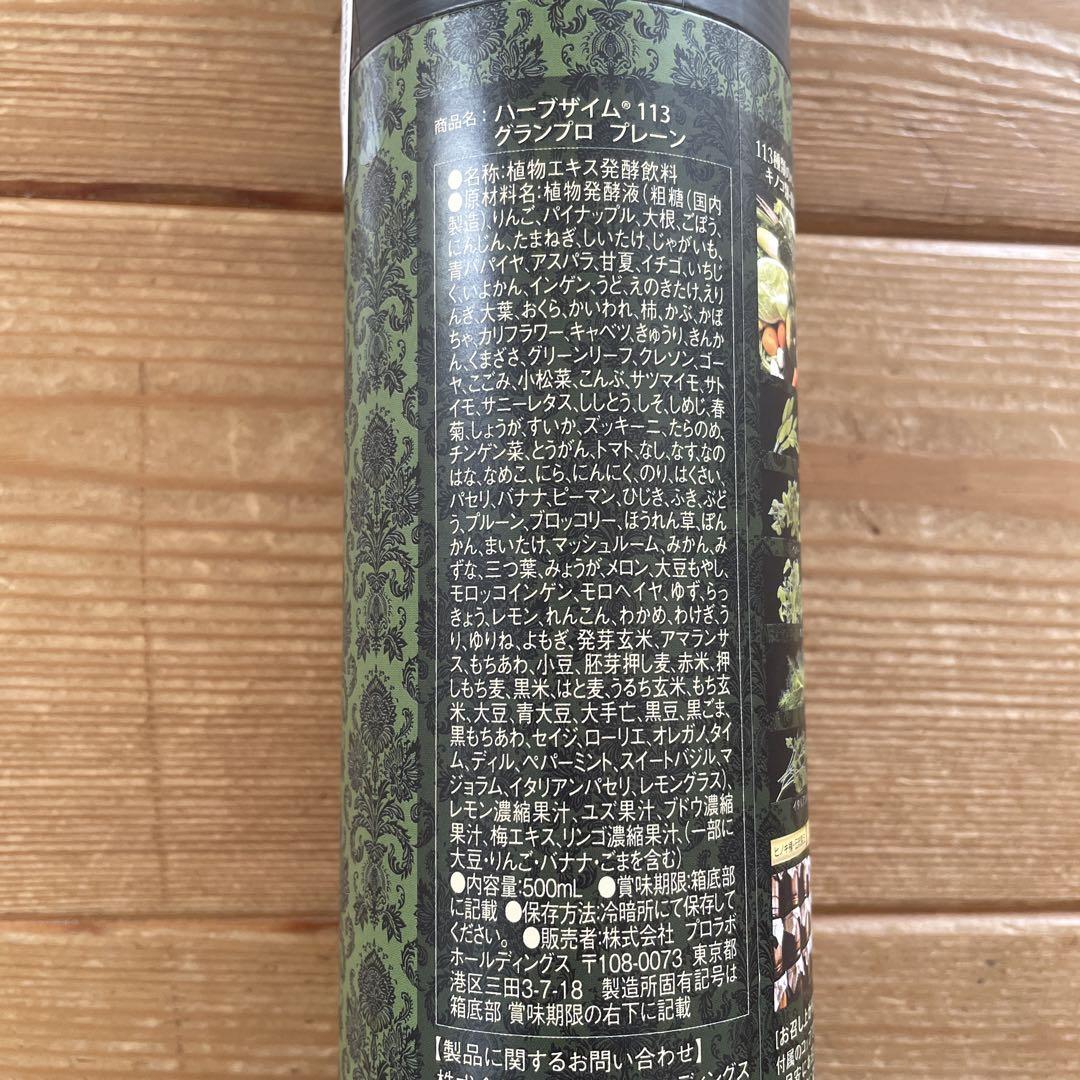 商品名：ハーブザイム® 113
グランプロ プレーン
●名称：植物エキス発酵飲料
●原材料名：植物発酵液（粗糖（国内
製造）、りんご、パイナップル、大根、ごぼう、
にんじん、たまねぎ、しいたけ、じゃがいも、
青パパイヤ、アスパラ、甘夏、イチゴ、いちじ
く、いよかん、インゲン、うど、えのきたけ、えり
んぎ、大葉、おくら、かいわれ、柿、かぶ、かぼ
ちゃ、カリフラワー、キャベツ、きゅうり、きんか
ん、くまざさ、グリーンリーフ、クレソン、ゴー
ヤ、こごみ、小松菜、こんぶ、サツマイモ、サト
イモ、サニーレタス、ししとう、しそ、しめじ、春
菊、しょうが、すいか、ズッキーニ、たらのめ、
チンゲン菜、とうがん、トマト、なし、なす、なの
はな、なめこ、にら、にんにく、のり、はくさい、
パセリ、バナナ、ピーマン、ひじき、ふき、ぶど
う、プルーン、ブロッコリー、ほうれん草、ぽん
かん、まいたけ、マッシュルーム、みかん、み
ずな、三つ葉、みょうが、メロン、大豆もやし、
モロッコインゲン、モロヘイヤ、ゆず、らっ
きょう、レモン、れんこん、わかめ、わけぎ、う
り、ゆりね、よもぎ、発芽玄米、アマランサ
ス、もちあわ、小豆、胚芽押し麦、赤米、押
しもち麦、黒米、はと麦、うるち玄米、もち玄
米、大豆、青大豆、大手亡、黒豆、黒ごま、
黒もちあわ、セイジ、ローリエ、オレガノ、タイ
ム、ディル、ペパーミント、スイートバジル、マ
ジョラム、イタリアンパセリ、レモングラス）、
レモン濃縮果汁、ユズ果汁、ブドウ濃縮
果汁、梅エキス、リンゴ濃縮果汁、（一部に
大豆・りんご・バナナ・ごまを含む）
●内容量：500mL ●賞味期限：箱底部
に記載 ●保存方法：冷暗所にて保存して
ください。 ●販売者：株式会社 プロラボ
ホールディングス 〒108-0073 東京都
港区三田3-7-18 製造所固有記号は
箱底部 賞味期限の右下に記載
【製品に関するお問い合わせ】
113種類
キノコ
［お召し上
付属の